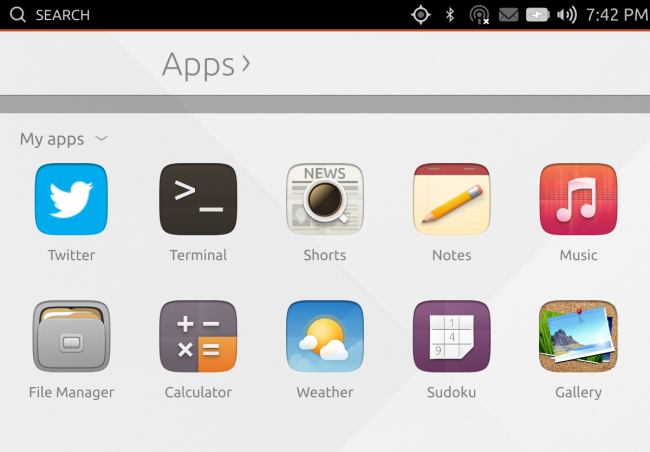 SEARCH 7:42 PM
Apps ›
My apps
NEWS
>_
Twitter Terminal Shorts Notes Music
+ −
× =
1
4
9
File Manager Calculator Weather Sudoku Gallery